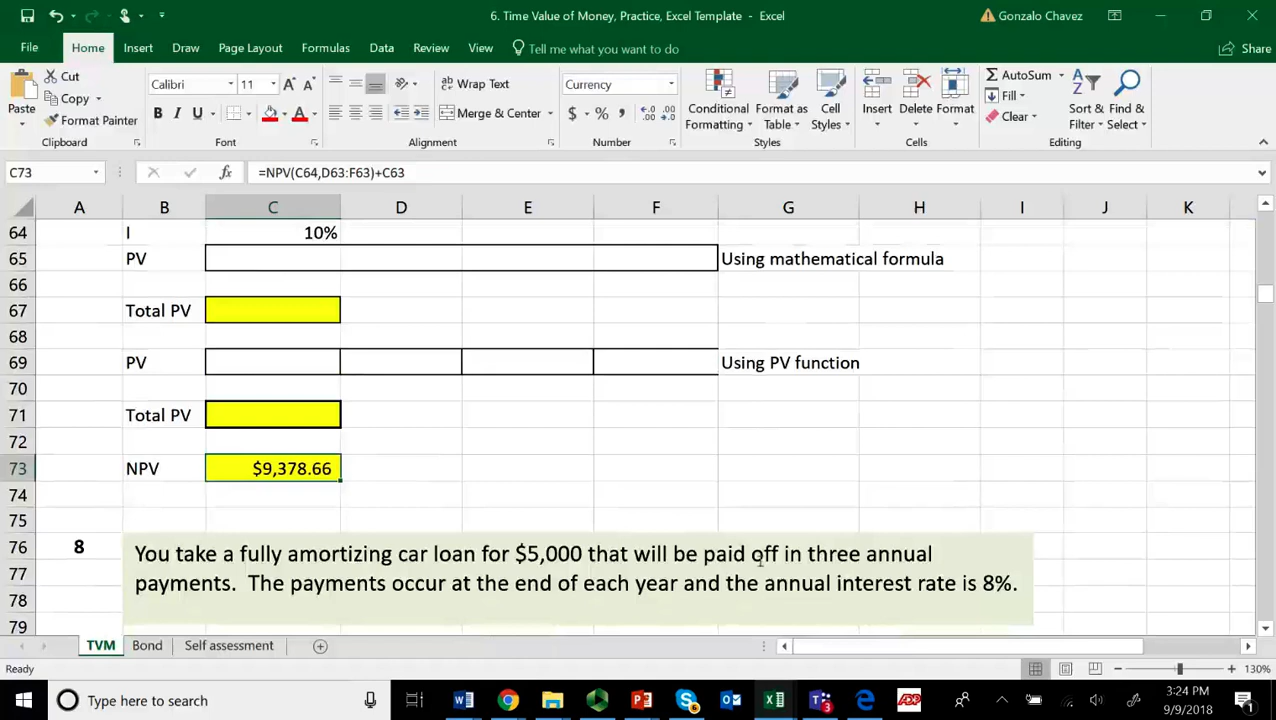 6. Time Value of Money, Practice, Excel Template - Excel
Gonzalo Chavez
File Home Insert Draw Page Layout Formulas Data Review View Tell me what you want to do Share
Paste
Cut
Copy
Format Painter
Clipboard
Calibri 11
B I U
Font
Wrap Text
Merge & Center
Alignment
Currency
$ % ,
Number
Conditional Formatting
Format as Table
Cell Styles
Styles
Insert Delete Format
Cells
AutoSum
Fill
Clear
Sort & Filter
Find & Select
Editing
C73 fx =NPV(C64,D63:F63)+C63
A B C D E F G H I J K
64 I 10%
65 PV Using mathematical formula
66
67 Total PV
68
69 PV Using PV function
70
71 Total PV
72
73 NPV $9,378.66
74
75
76 8 You take a fully amortizing car loan for $5,000 that will be paid off in three annual
77 payments. The payments occur at the end of each year and the annual interest rate is 8%.
78
79
TVM Bond Self assessment
Ready 130%
Type here to search
3:24 PM
9/9/2018